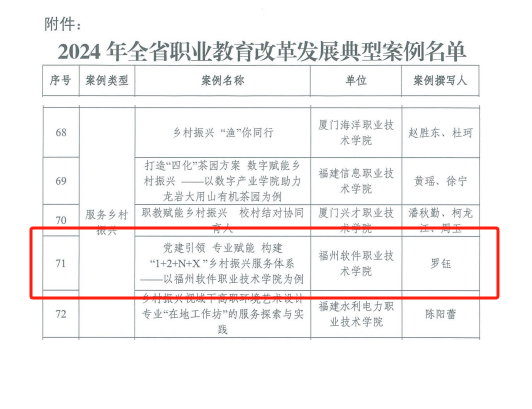 附件：
2024 年全省职业教育改革发展典型案例名单
序号 案例类型 案例名称 单位 案例撰写人
68 乡村振兴 “渔”你同行 厦门海洋职业技术学院 赵胜东、杜珂
打造“四化”茶园方案 数字赋能乡
69 村振兴 ——以数字产业学院助力 福建信息职业技术学院 黄瑶、徐宁
龙岩大用山有机茶园为例
服务乡村振兴
70 职教赋能乡村振兴 校村结对协同育人 厦门兴才职业技术学院 潘秋勤、柯龙江、周玉
党建引领 专业赋能 构建
71 “1+2+N+X ”乡村振兴服务体系 福州软件职业技术学院 罗钰
——以福州软件职业技术学院为例
乡村振兴视域下高职环境艺术设计
72 专业“在地工作坊”的服务探索与实践 福建水利电力职业技术学院 陈阳蕾